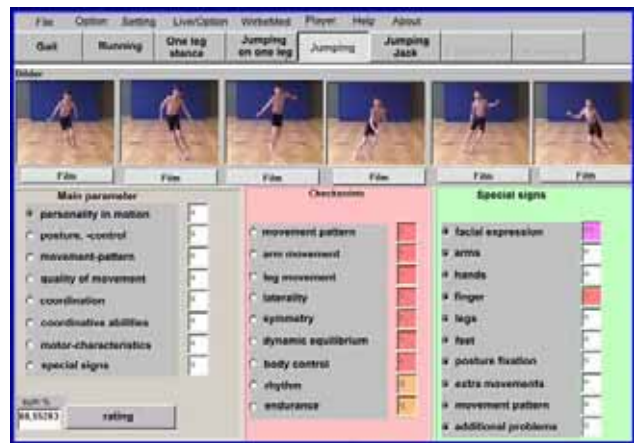 File Option Setting Live/Option Player Help About
Gait Running One leg stance Jumping on one leg Jumping Jumping Jack
Bilder
Film Film Film Film Film Film
Main parameter
personality in motion
posture, -control
movement-pattern
quality of movement
coordination
coordinative abilities
motor-characteristics
special signs
sum %
rating
Checkboxen
movement pattern
arm movement
leg movement
laterality
symmetry
dynamic equilibrium
body control
rhythm
endurance
Special signs
facial expression
arms
hands
finger
legs
feet
posture fixation
extra movements
movement pattern
additional problems